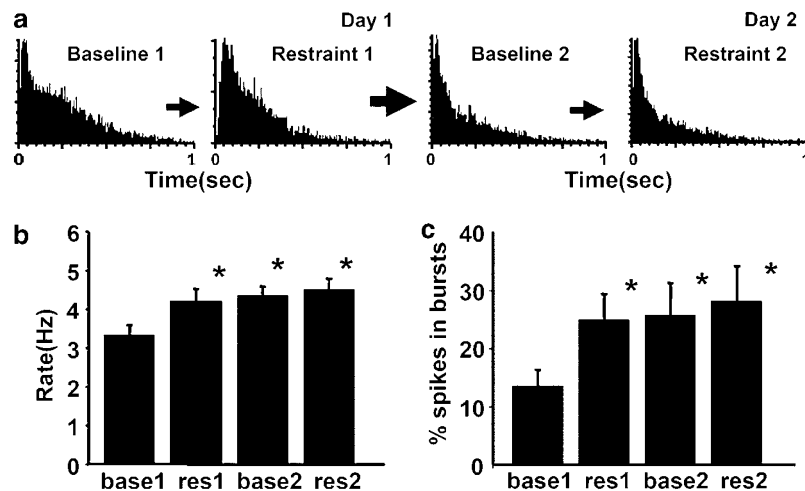 a
Day 1
Day 2
Baseline 1
Restraint 1
Baseline 2
Restraint 2
0 1 0 1 0 1 0 1
Time(sec) Time(sec)
b
Rate(Hz)
6
5
4
3
2
1
0
* * *
base1 res1 base2 res2
c
% spikes in bursts
40
30
20
10
0
* * *
base1 res1 base2 res2